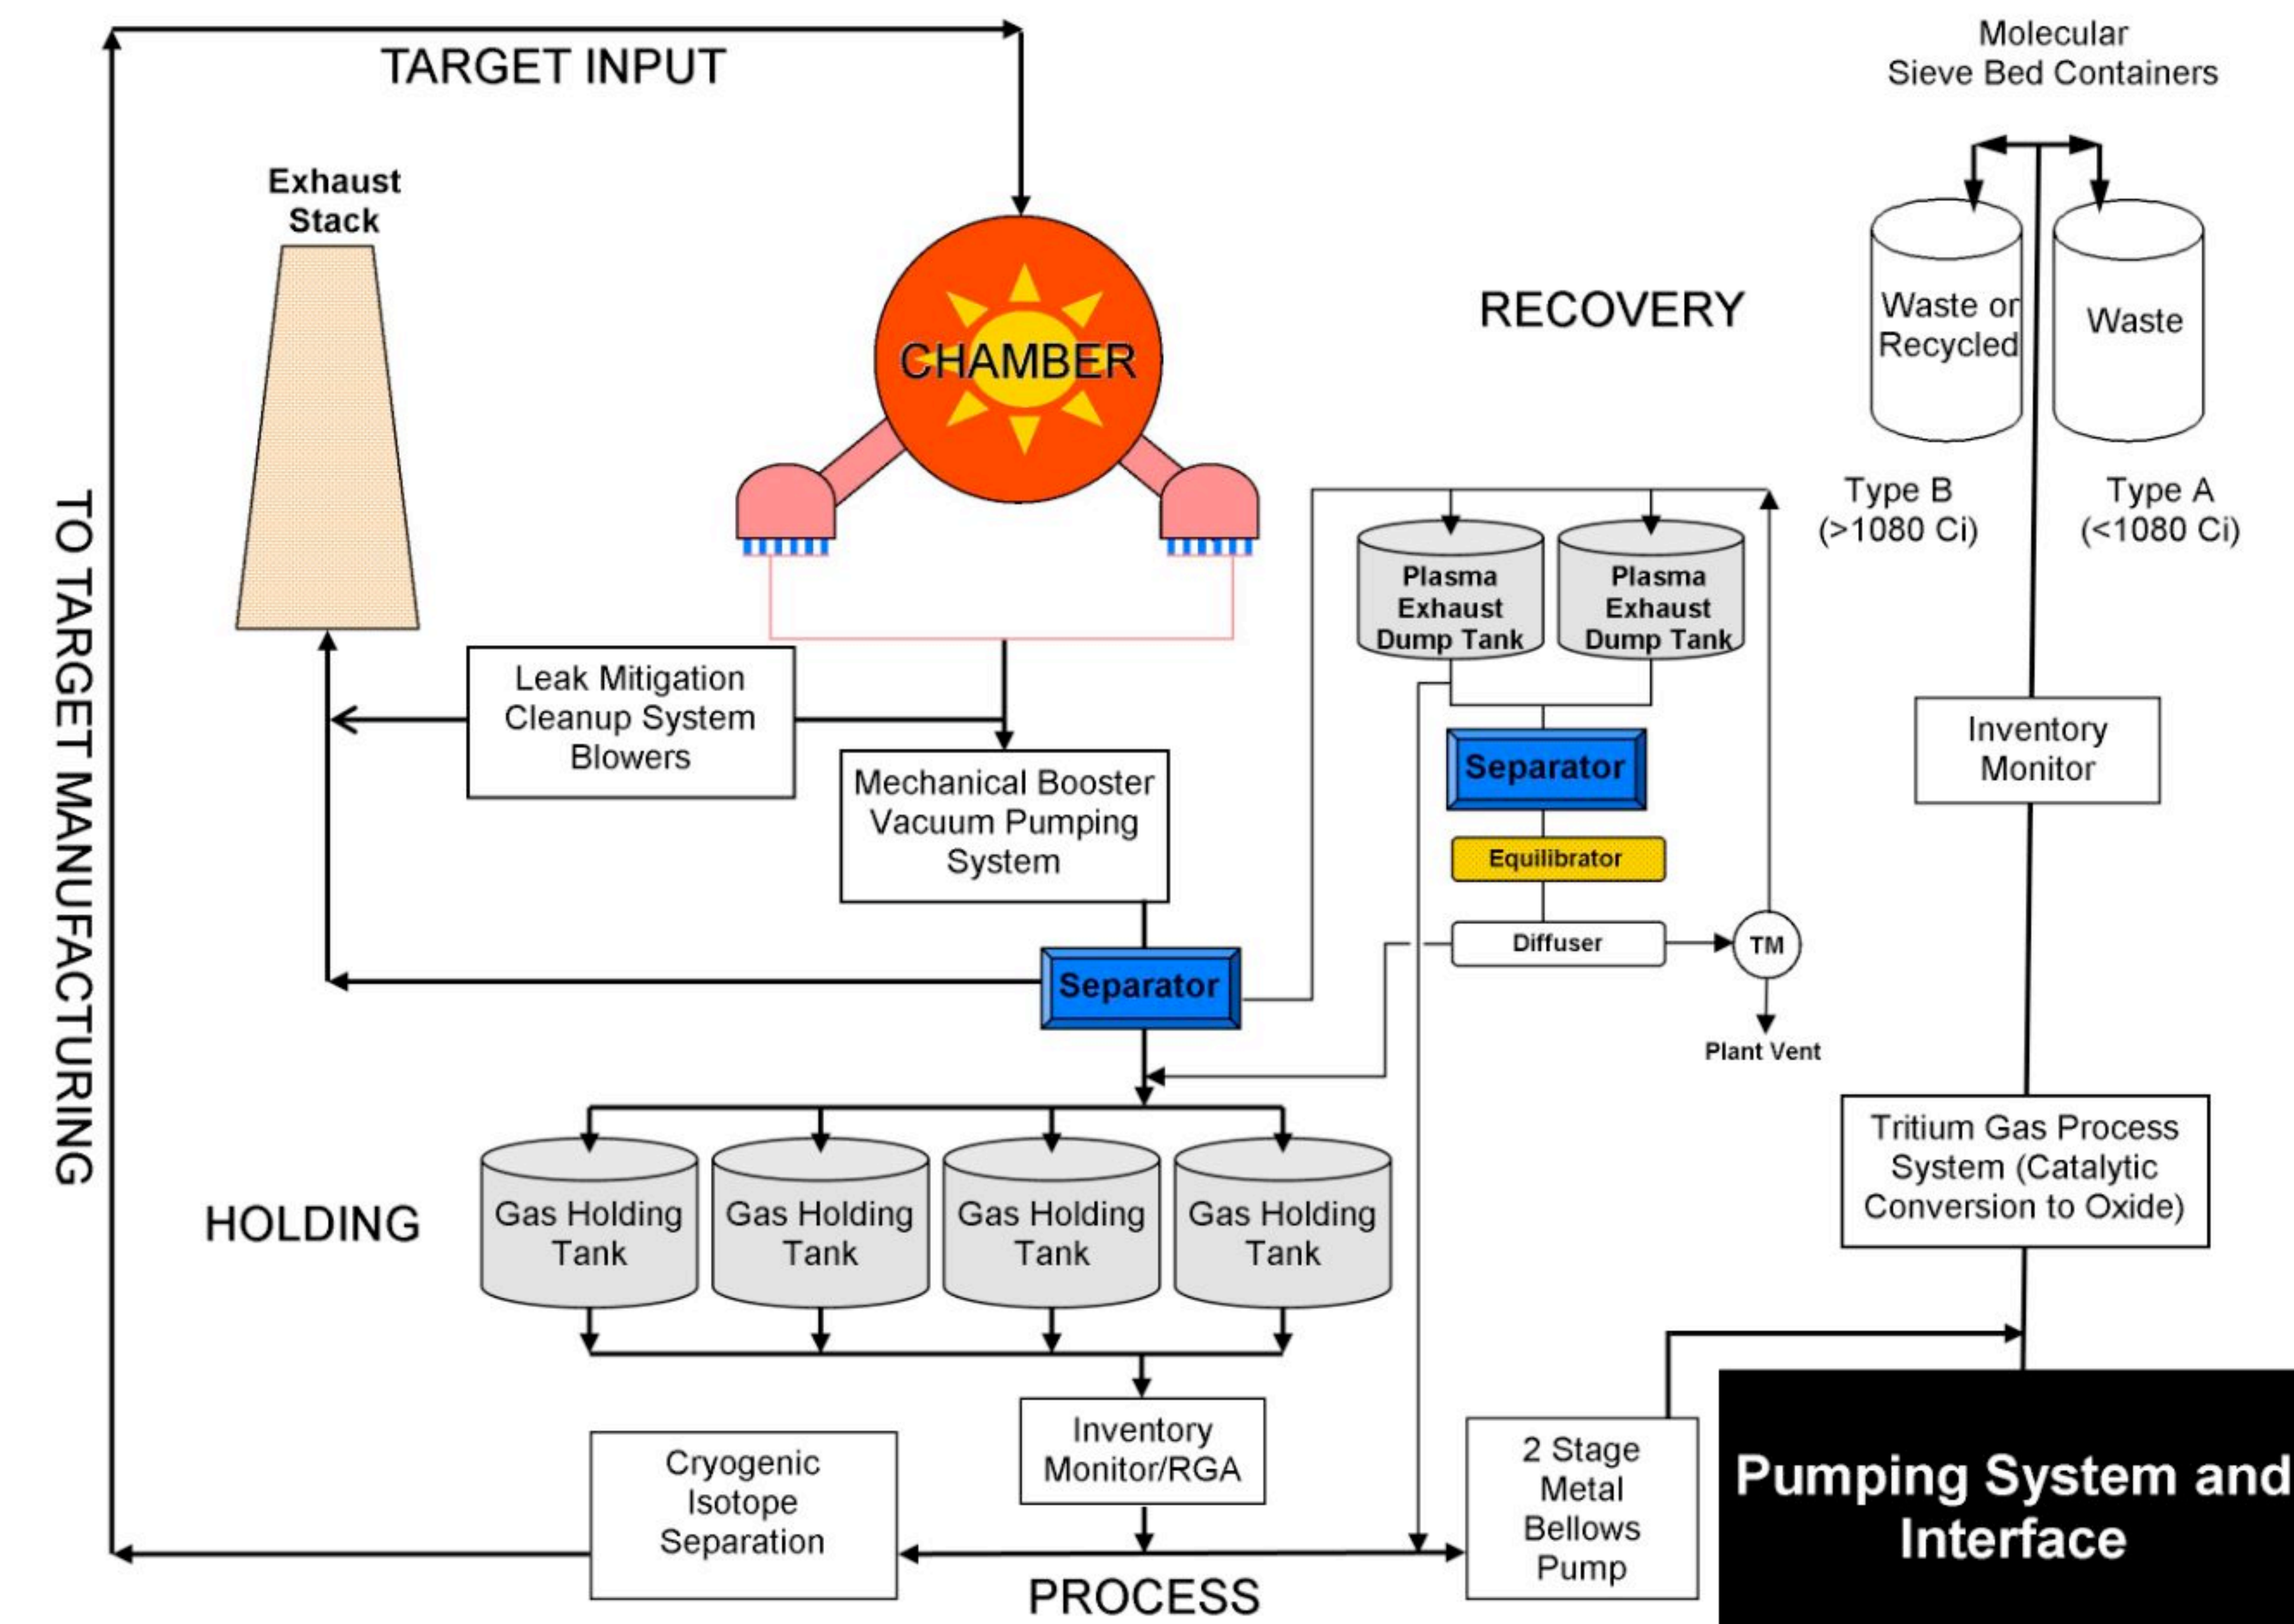 TARGET INPUT
Molecular
Sieve Bed Containers
Exhaust
Stack
CHAMBER
RECOVERY
Waste or
Recycled
Waste
Type B
(>1080 Ci)
Type A
(<1080 Ci)
TO TARGET MANUFACTURING
Plasma
Exhaust
Dump Tank
Plasma
Exhaust
Dump Tank
Leak Mitigation
Cleanup System
Blowers
Mechanical Booster
Vacuum Pumping
System
Separator
Equilibrator
Diffuser
TM
Plant Vent
Inventory
Monitor
Separator
Tritium Gas Process
System (Catalytic
Conversion to Oxide)
HOLDING
Gas Holding
Tank
Gas Holding
Tank
Gas Holding
Tank
Gas Holding
Tank
Inventory
Monitor/RGA
Cryogenic
Isotope
Separation
PROCESS
2 Stage
Metal
Bellows
Pump
Pumping System and
Interface